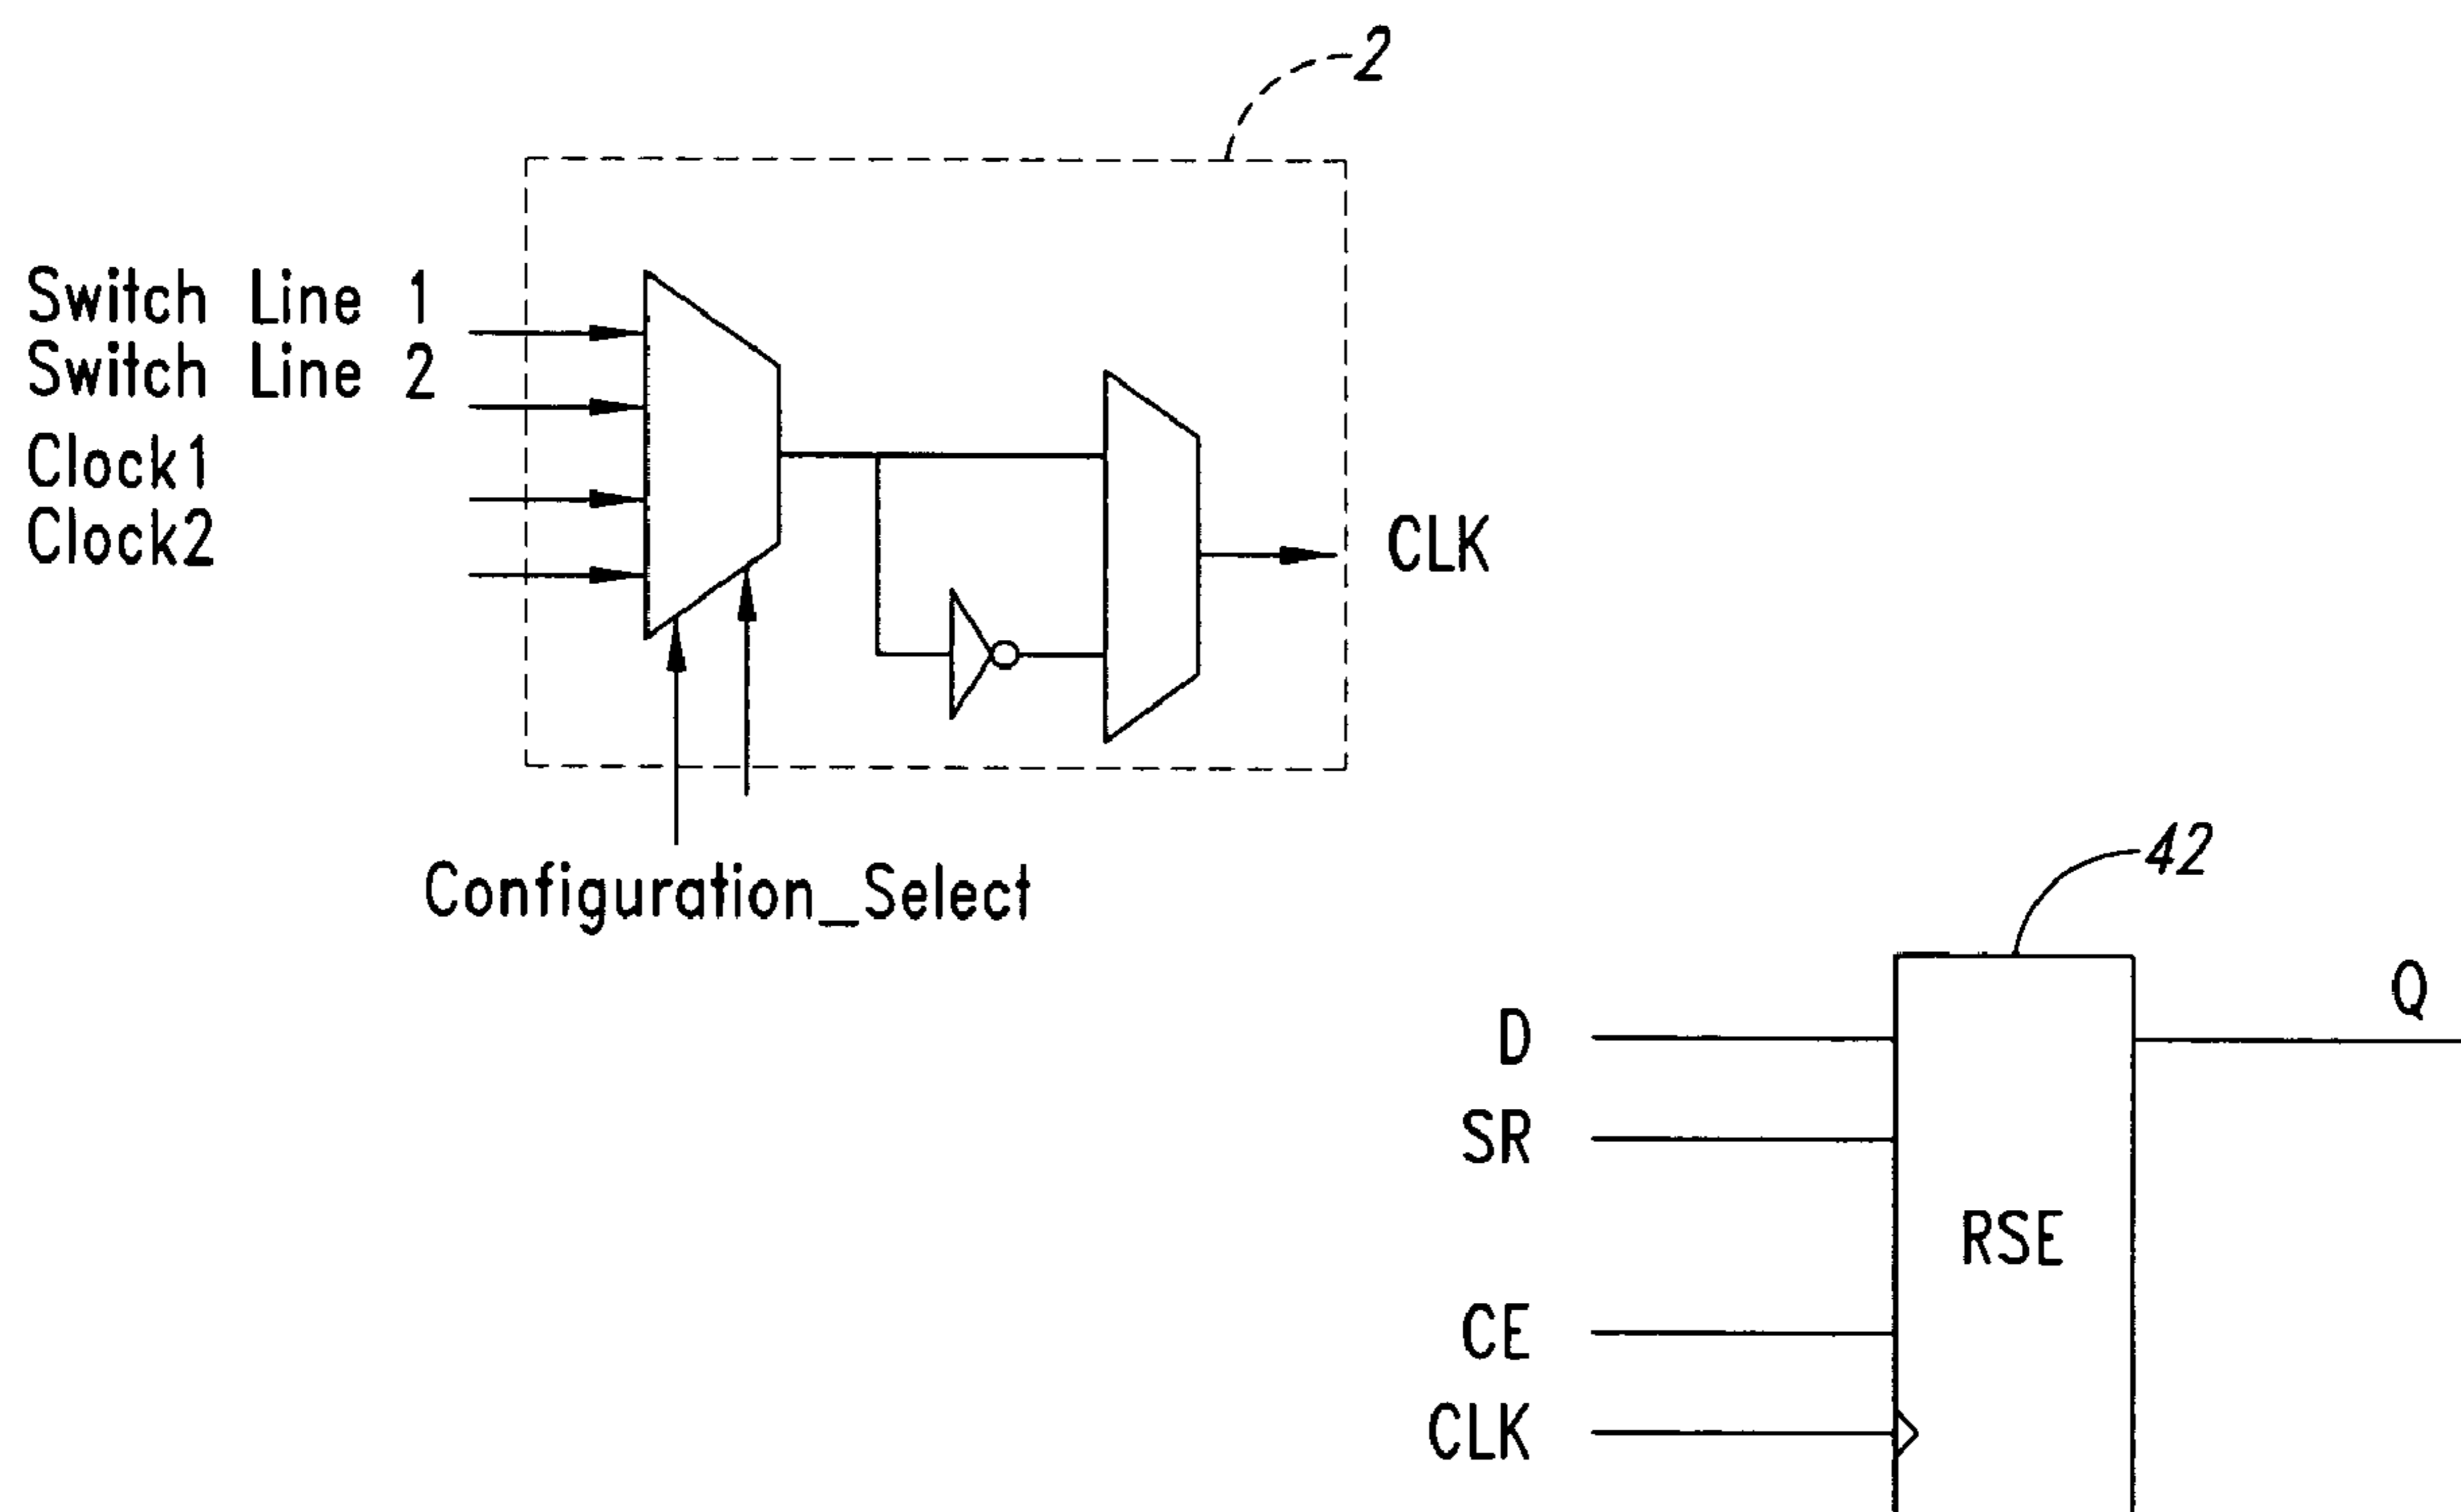 2
Switch Line 1
Switch Line 2
Clock1
Clock2
CLK
Configuration_Select
42
Q
D
SR
RSE
CE
CLK